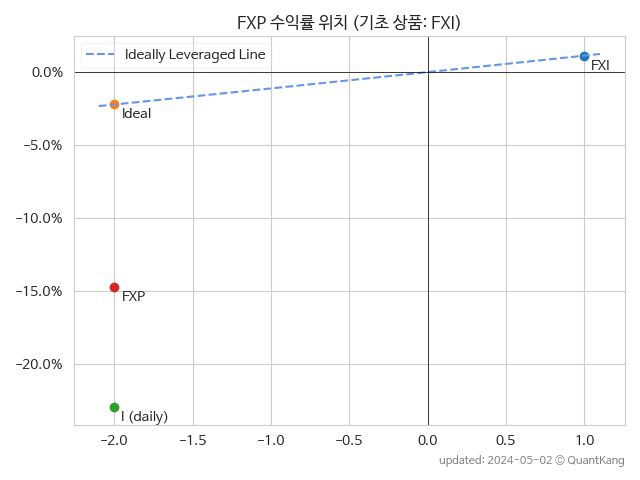 FXP 수익률 위치 (기초 상품: FXI)
Ideally Leveraged Line
0.0%
−5.0%
−10.0%
−15.0%
−20.0%
FXI
Ideal
FXP
I (daily)
−2.0 −1.5 −1.0 −0.5 0.0 0.5 1.0
updated: 2024-05-02 © QuantKang